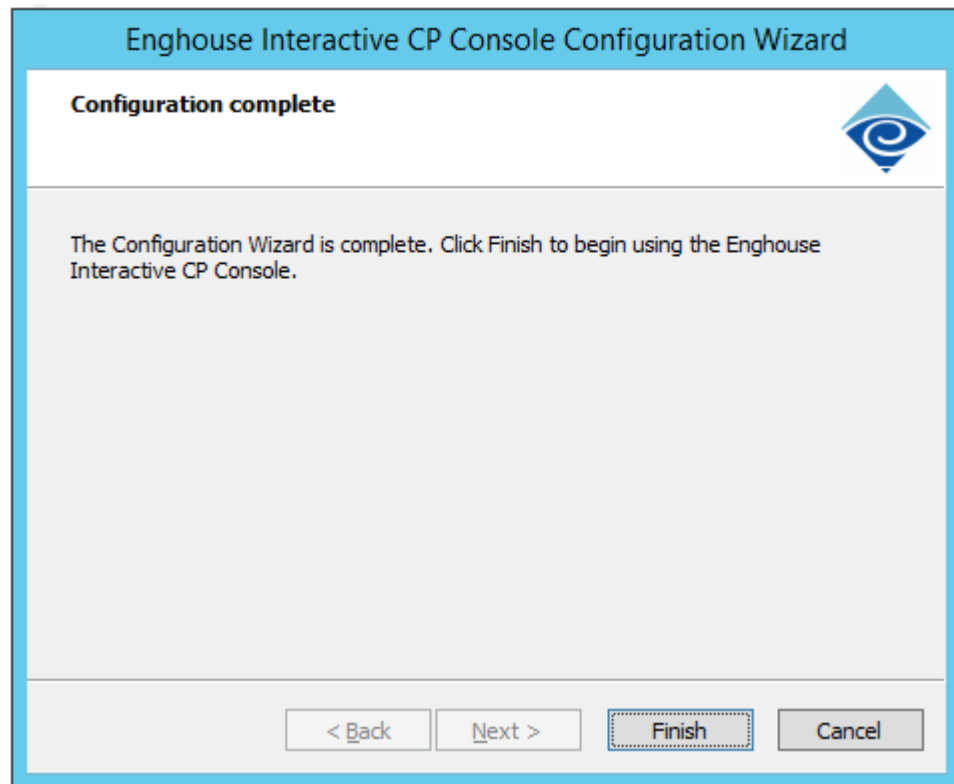 Enghouse Interactive CP Console Configuration Wizard
Configuration complete
The Configuration Wizard is complete. Click Finish to begin using the Enghouse
Interactive CP Console.
< Back
Next >
Finish
Cancel